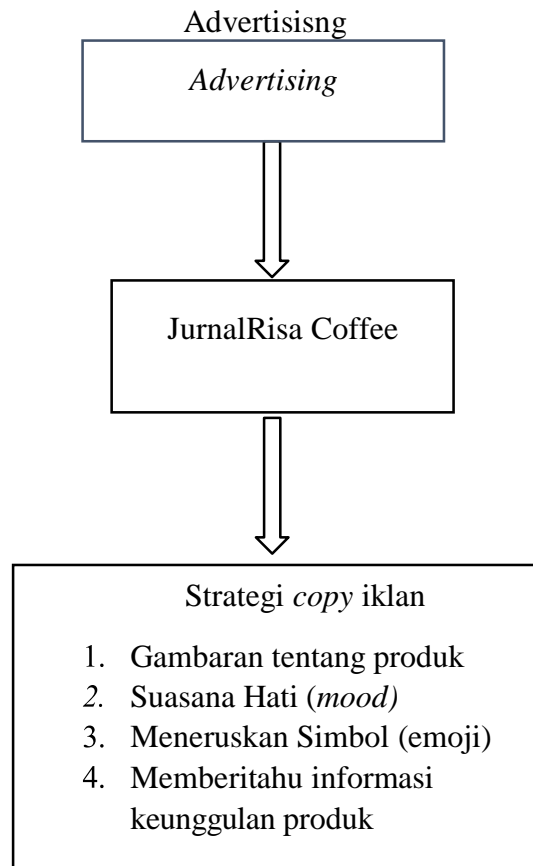 Advertisisng
Advertising
JurnalRisa Coffee
Strategi copy iklan
1. Gambaran tentang produk
2. Suasana Hati (mood)
3. Meneruskan Simbol (emoji)
4. Memberitahu informasi
keunggulan produk